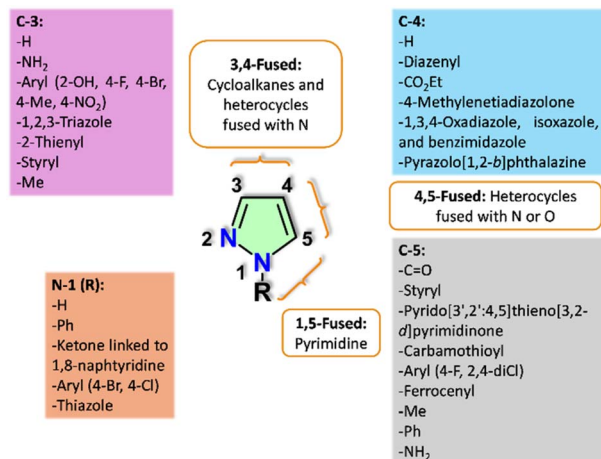 C-3:
-H
-NH₂
-Aryl (2-OH, 4-F, 4-Br,
4-Me, 4-NO₂)
-1,2,3-Triazole
-2-Thienyl
-Styryl
-Me
3,4-Fused:
Cycloalkanes and
heterocycles
fused with N
C-4:
-H
-Diazenyl
-CO₂Et
-4-Methylenetiadiazolone
-1,3,4-Oxadiazole, isoxazole,
and benzimidazole
-Pyrazolo[1,2-b]phthalazine
3 4
2 N 5
N
1
R
4,5-Fused: Heterocycles
fused with N or O
N-1 (R):
-H
-Ph
-Ketone linked to
1,8-naphtyridine
-Aryl (4-Br, 4-Cl)
-Thiazole
1,5-Fused:
Pyrimidine
C-5:
-C=O
-Styryl
-Pyrido[3',2':4,5]thieno[3,2-
d]pyrimidinone
-Carbamothioyl
-Aryl (4-F, 2,4-diCl)
-Ferrocenyl
-Me
-Ph
-NH₂